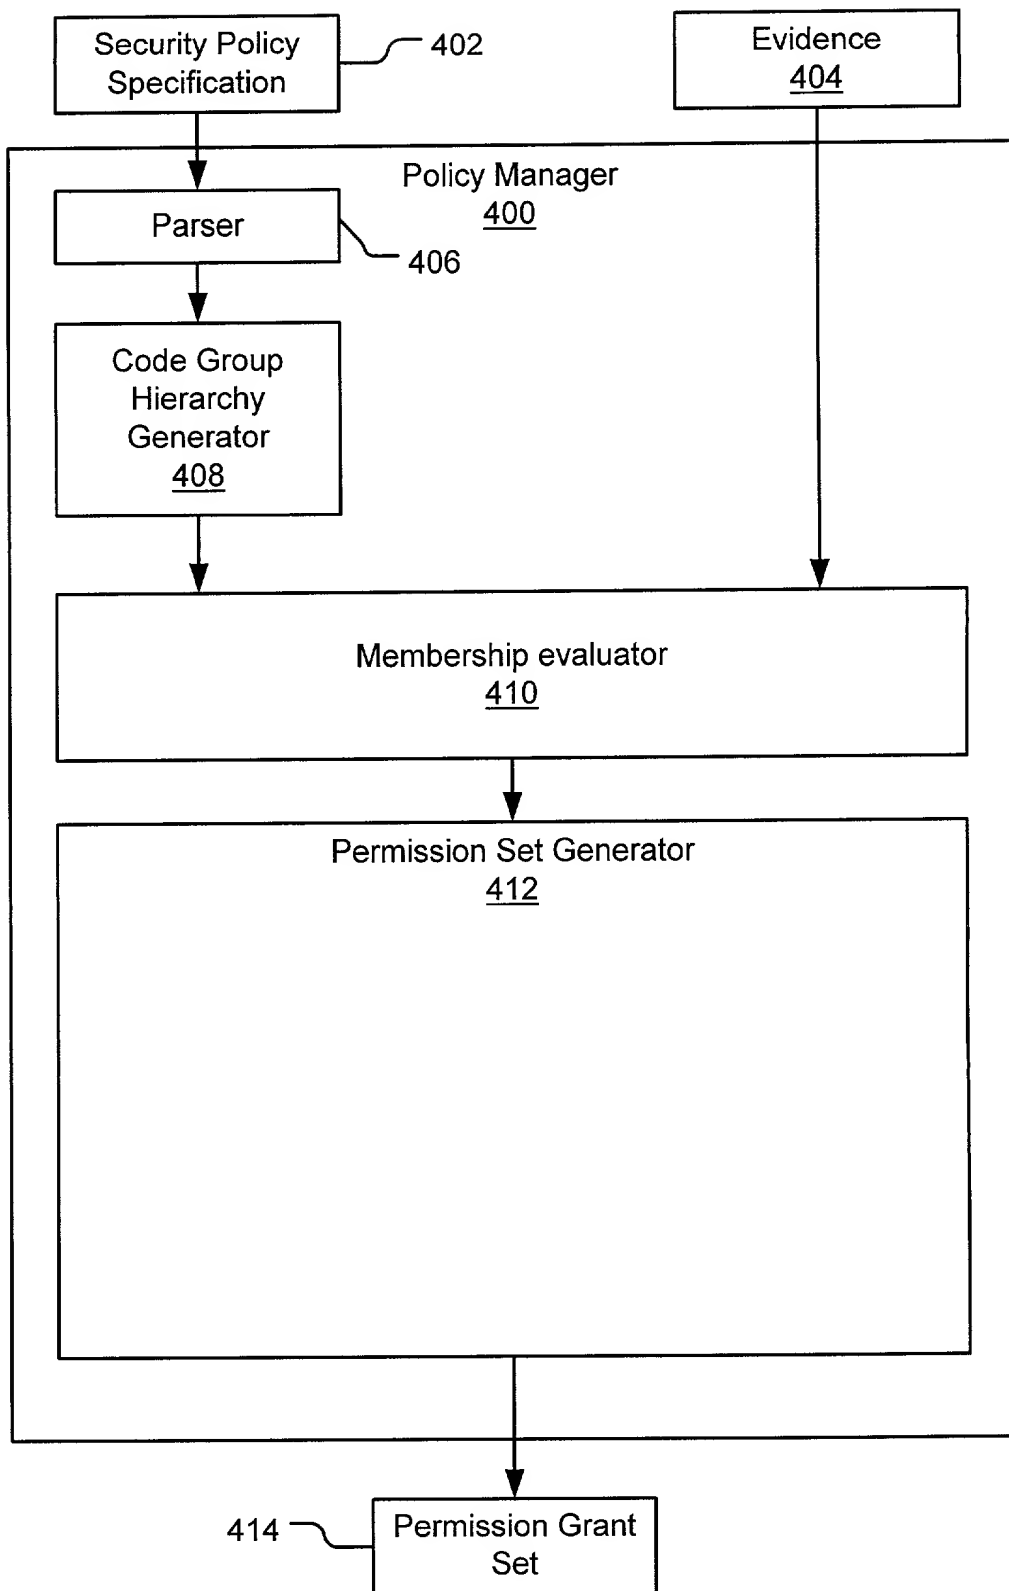 Security Policy
Specification
402
Evidence
404
Policy Manager
400
Parser
406
Code Group
Hierarchy
Generator
408
Membership evaluator
410
Permission Set Generator
412
414
Permission Grant
Set